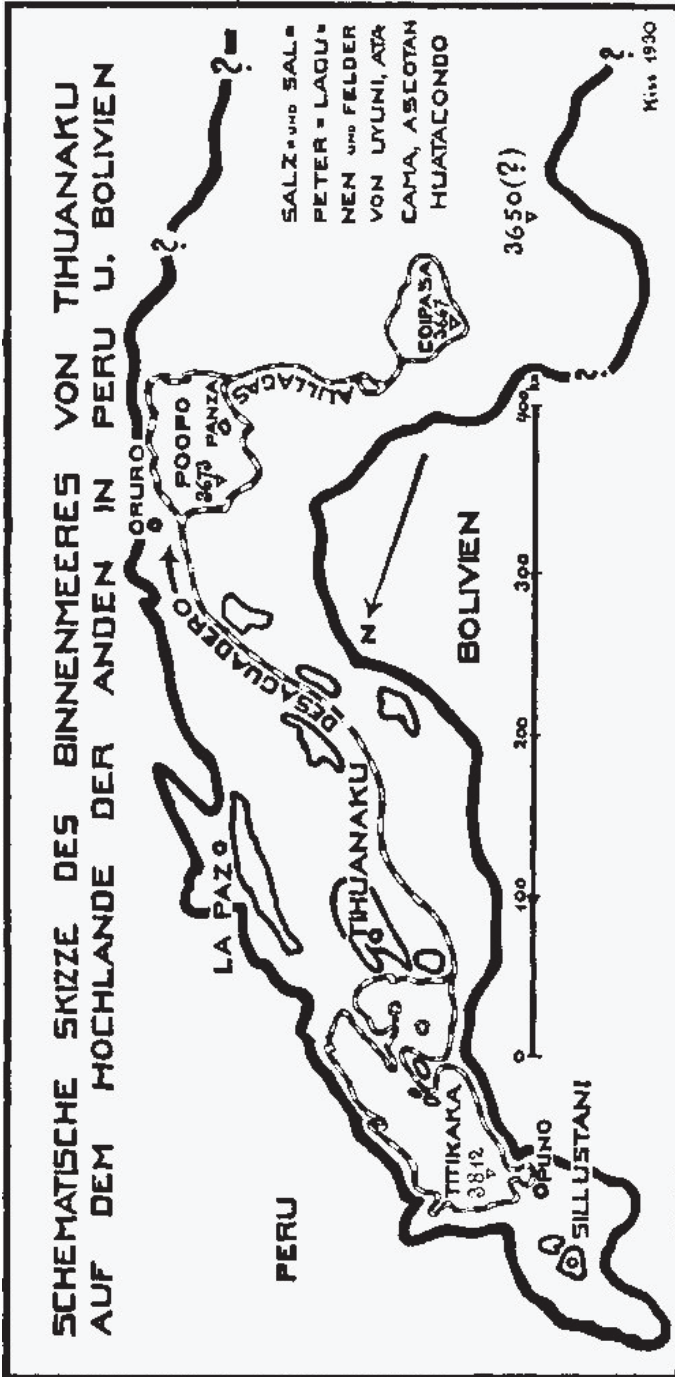 SCHEMATISCHE SKIZZE DES BINNENMEERES VON TIHUANAKU
AUF DEM HOCHLANDE DER ANDEN IN PERU U. BOLIVIEN
SALZ= UND SAL=
PETER= LAGU=
NEN UND FELDER
VON UYUNI, ATA
CAMA, ASCOTAN
HUATACONDO
?
?
ORURO
POOPO
3673
PANZA
AULLAGAS
COIPASA
3667
3650(?)
?
?
DESAGUADERO
LA PAZ
TIHUANAKU
N
PERU
TITIKAKA
3812
PUNO
SILLUSTANI
BOLIVIEN
0 100 200 300 400 km
Kiss 1930